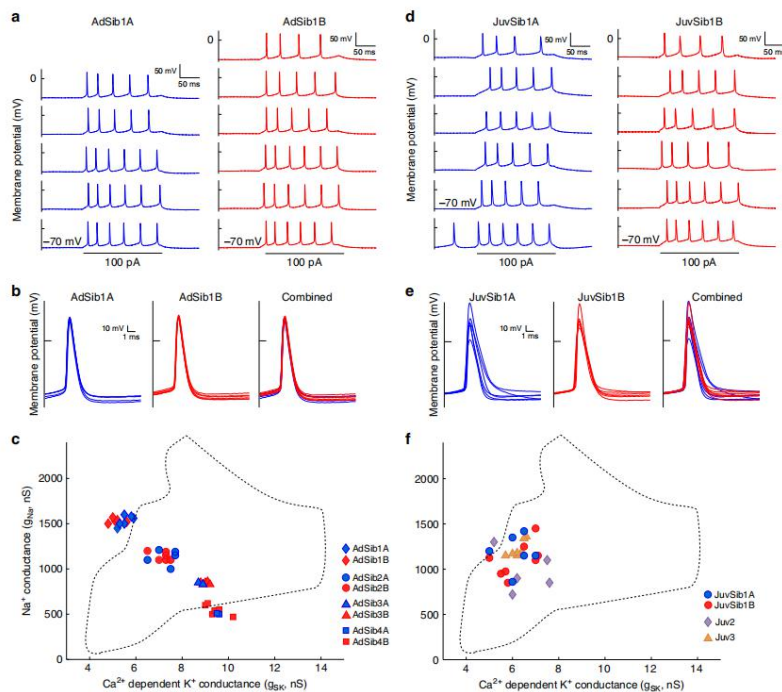 a
AdSib1A
AdSib1B
0
50 mV
50 ms
0
50 mV
50 ms
Membrane potential (mV)
−70 mV
−70 mV
100 pA
100 pA
d
JuvSib1A
JuvSib1B
0
50 mV
50 ms
0
50 mV
50 ms
Membrane potential (mV)
−70 mV
−70 mV
100 pA
100 pA
b
AdSib1A
AdSib1B
Combined
Membrane potential
(mV)
10 mV
1 ms
e
JuvSib1A
JuvSib1B
Combined
Membrane potential
(mV)
10 mV
1 ms
c
Na⁺ conductance (gNa, nS)
2000
1500
1000
500
0
4 6 8 10 12 14
Ca²⁺ dependent K⁺ conductance (gSK, nS)
AdSib1A
AdSib1B
AdSib2A
AdSib2B
AdSib3A
AdSib3B
AdSib4A
AdSib4B
f
2000
1500
1000
500
0
4 6 8 10 12 14
Ca²⁺ dependent K⁺ conductance (gSK, nS)
JuvSib1A
JuvSib1B
Juv2
Juv3